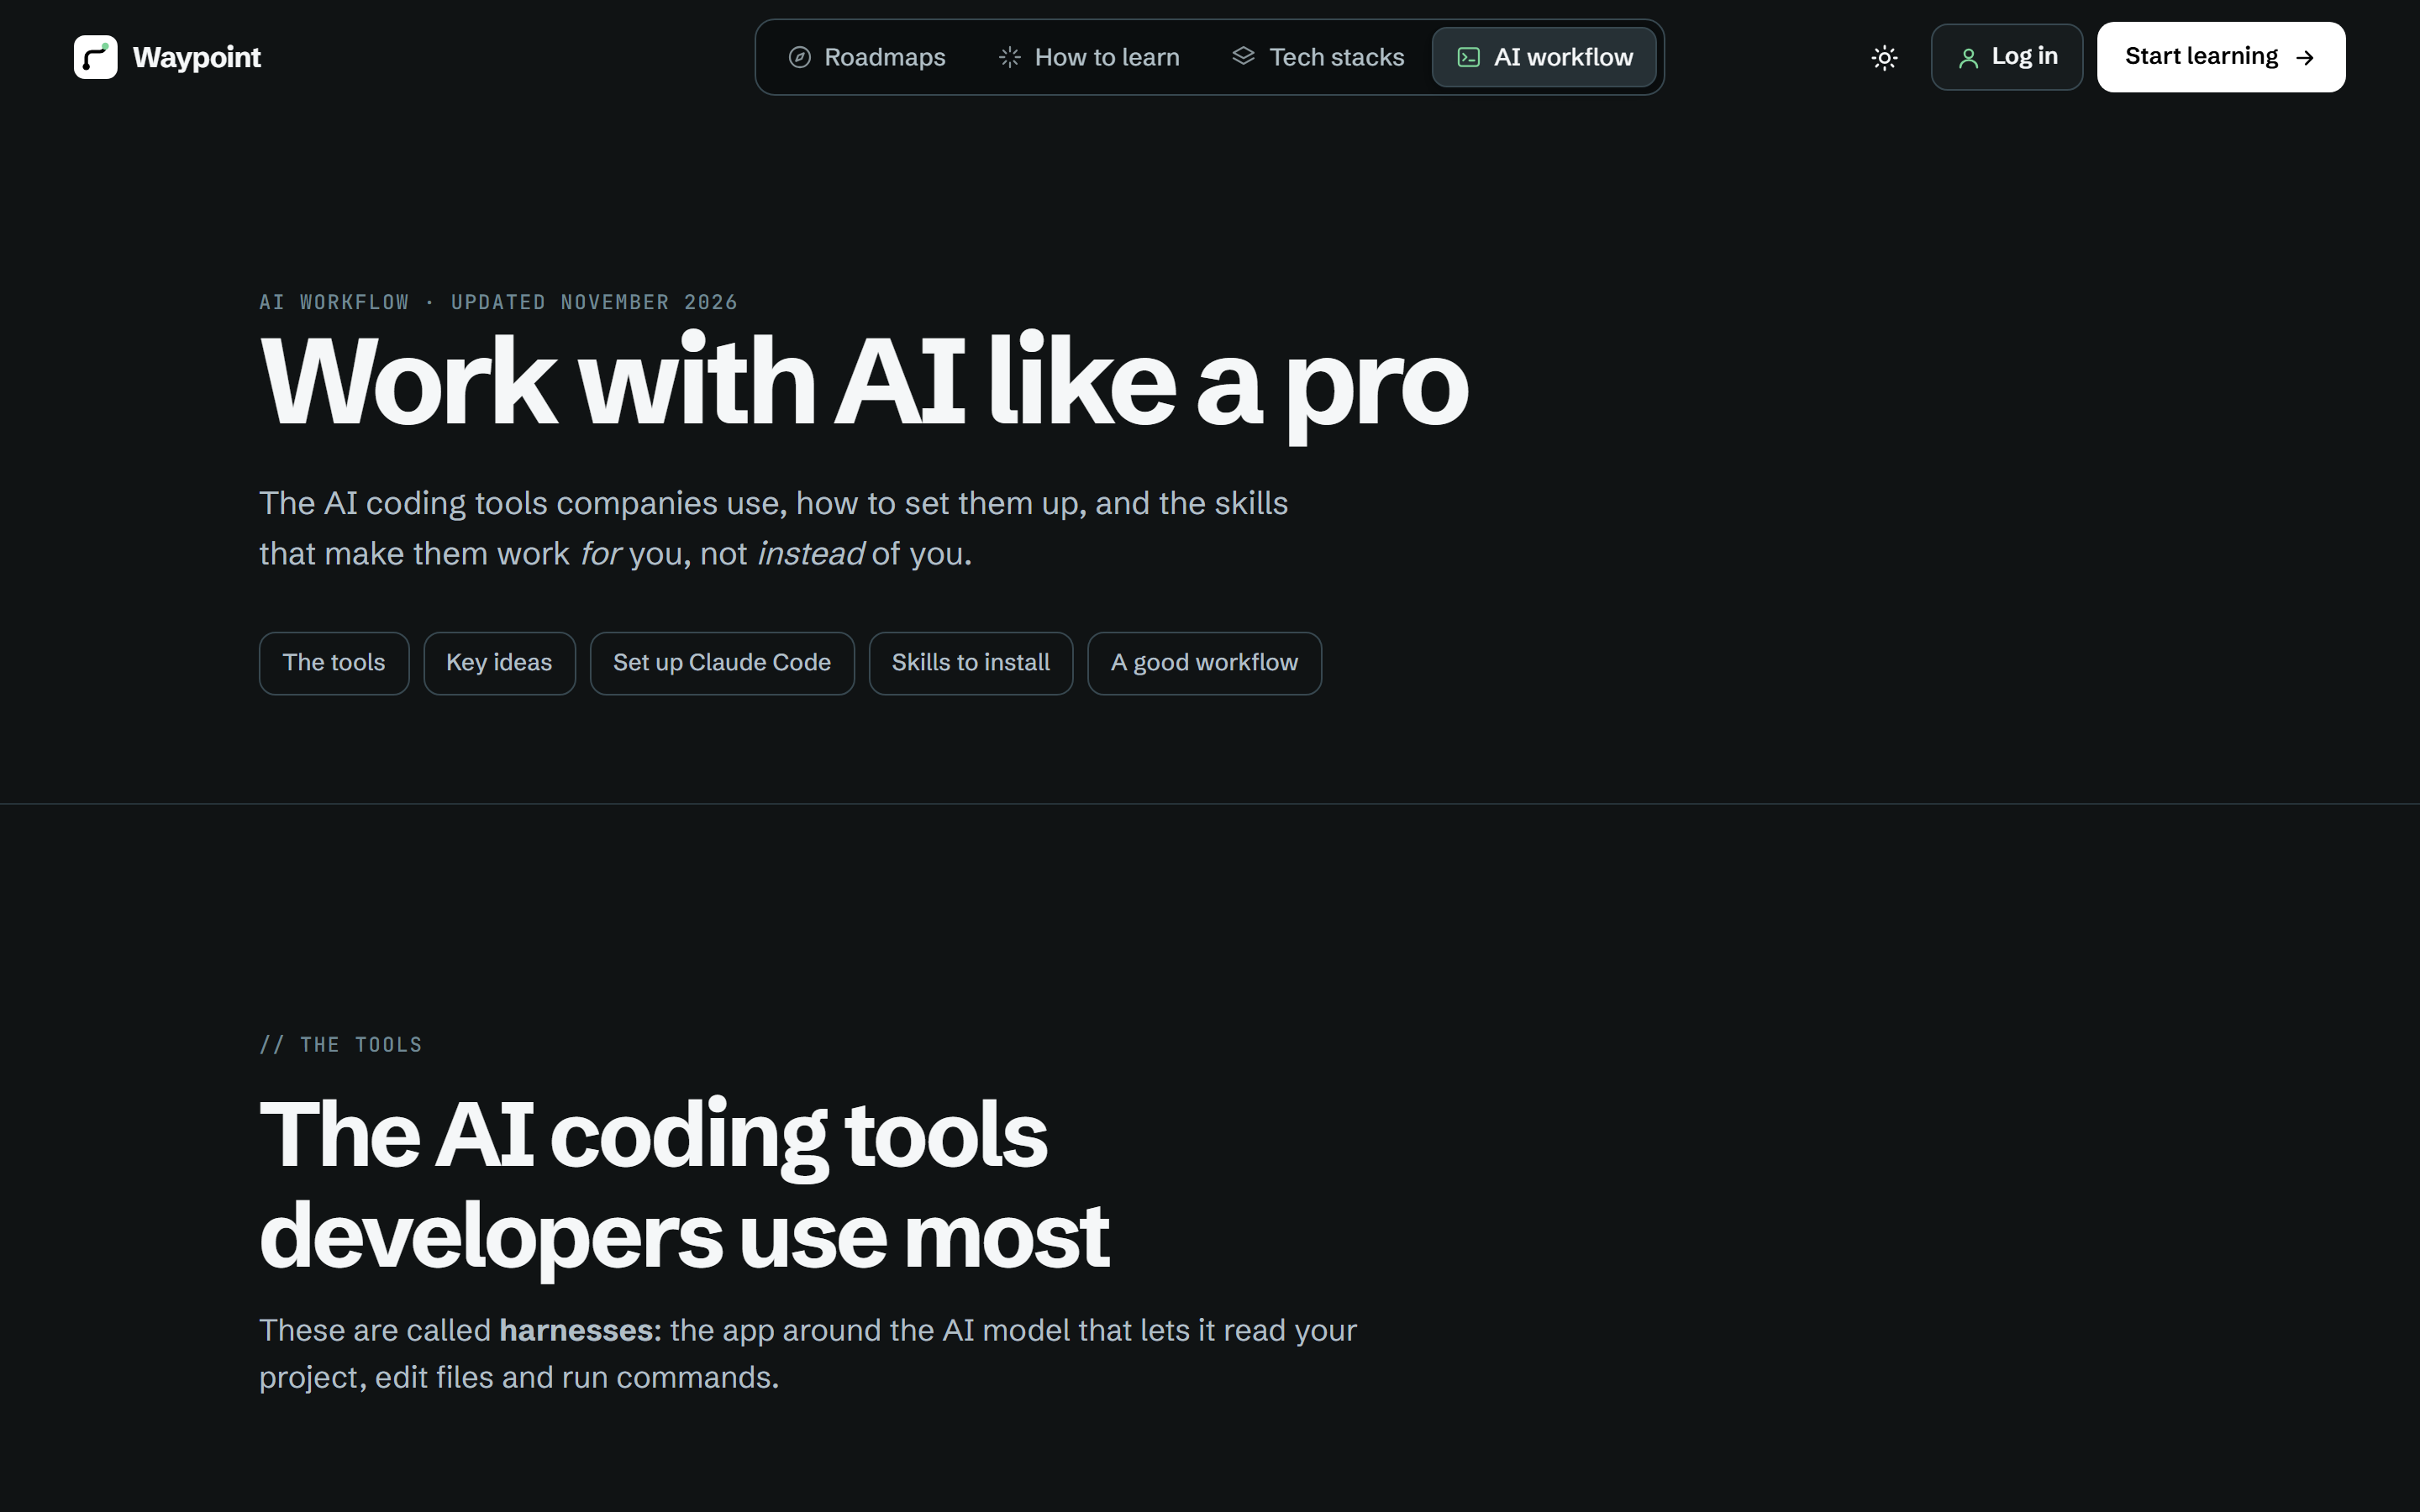 Waypoint
Roadmaps
How to learn
Tech stacks
AI workflow
Log in
Start learning →
AI WORKFLOW · UPDATED NOVEMBER 2026
Work with AI like a pro
The AI coding tools companies use, how to set them up, and the skills
that make them work for you, not instead of you.
The tools
Key ideas
Set up Claude Code
Skills to install
A good workflow
// THE TOOLS
The AI coding tools
developers use most
These are called harnesses: the app around the AI model that lets it read your
project, edit files and run commands.